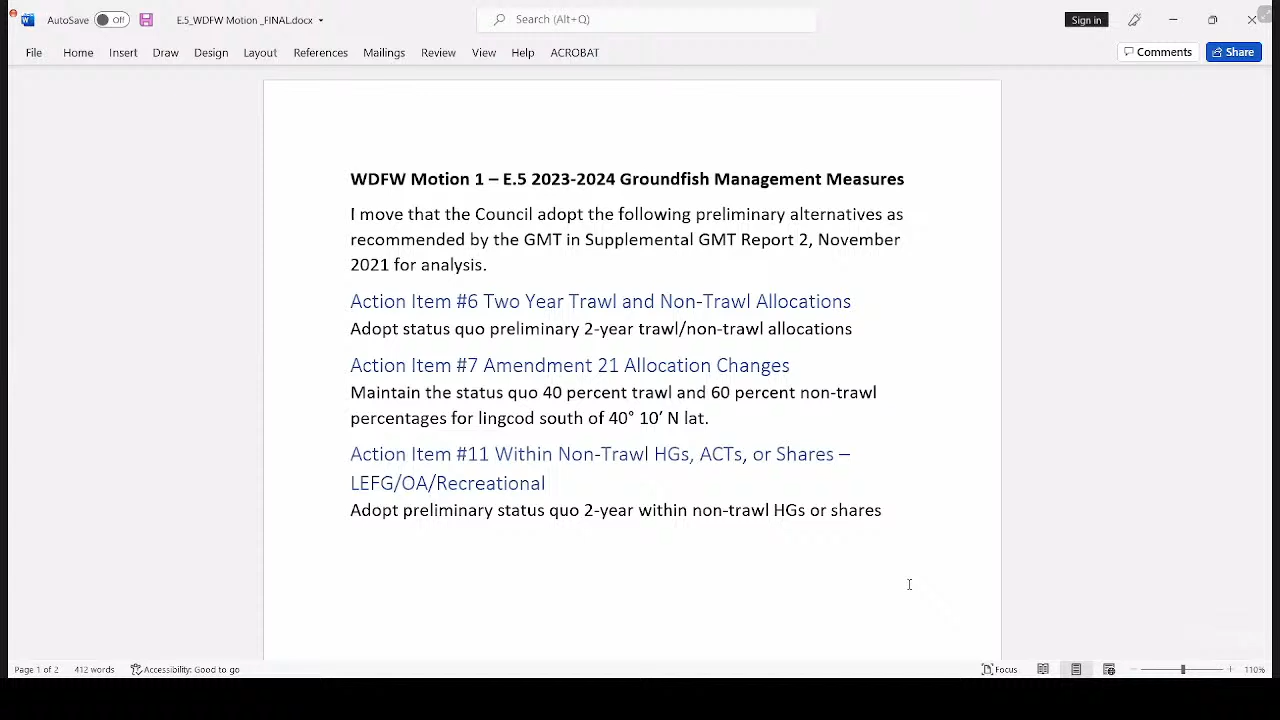 AutoSave Off E.5_WDFW Motion _FINAL.docx Search (Alt+Q) Sign in
File Home Insert Draw Design Layout References Mailings Review View Help ACROBAT Comments Share
WDFW Motion 1 – E.5 2023-2024 Groundfish Management Measures
I move that the Council adopt the following preliminary alternatives as
recommended by the GMT in Supplemental GMT Report 2, November
2021 for analysis.
Action Item #6 Two Year Trawl and Non-Trawl Allocations
Adopt status quo preliminary 2-year trawl/non-trawl allocations
Action Item #7 Amendment 21 Allocation Changes
Maintain the status quo 40 percent trawl and 60 percent non-trawl
percentages for lingcod south of 40° 10′ N lat.
Action Item #11 Within Non-Trawl HGs, ACTs, or Shares –
LEFG/OA/Recreational
Adopt preliminary status quo 2-year within non-trawl HGs or shares
Page 1 of 2 412 words Accessibility: Good to go Focus 110%